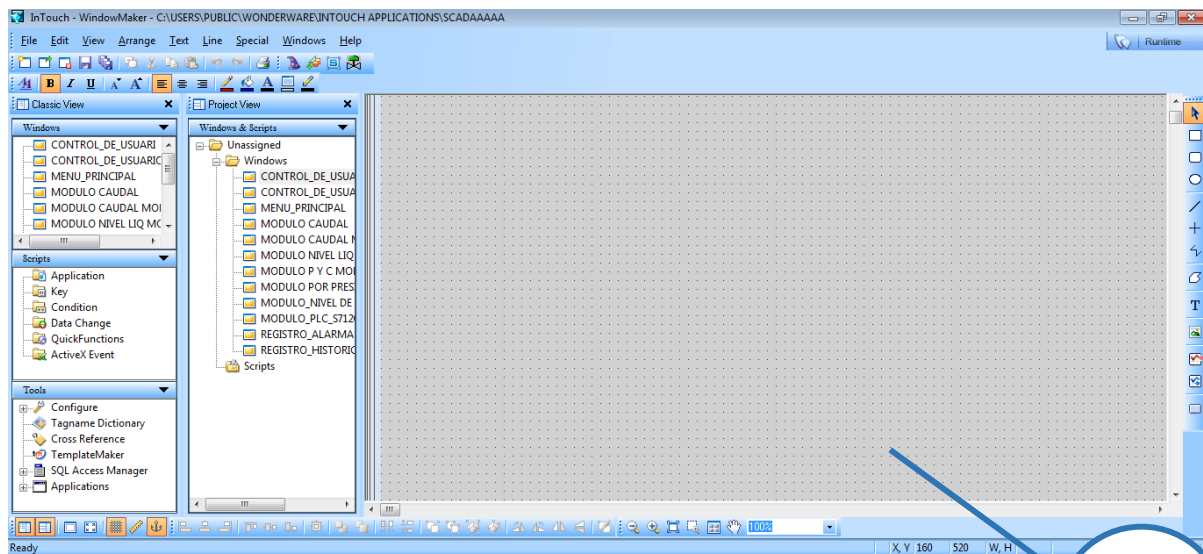 InTouch - WindowMaker - C:\USERS\PUBLIC\WONDERWARE\INTOUCH APPLICATIONS\SCADAAAAA
File Edit View Arrange Text Line Special Windows Help
Runtime
Classic View
Windows
CONTROL_DE_USUARI
CONTROL_DE_USUARIO
MENU_PRINCIPAL
MODULO CAUDAL
MODULO CAUDAL MOI
MODULO NIVEL LIQ MC
Scripts
Application
Key
Condition
Data Change
QuickFunctions
ActiveX Event
Tools
Configure
Tagname Dictionary
Cross Reference
TemplateMaker
SQL Access Manager
Applications
Project View
Windows & Scripts
Unassigned
Windows
CONTROL_DE_USUA
CONTROL_DE_USUA
MENU_PRINCIPAL
MODULO CAUDAL
MODULO CAUDAL M
MODULO NIVEL LIQ
MODULO P Y C MOI
MODULO POR PRES
MODULO_NIVEL DE
MODULO_PLC_S712
REGISTRO_ALARMA
REGISTRO_HISTORIC
Scripts
100%
Ready
X, Y 160 520 W, H